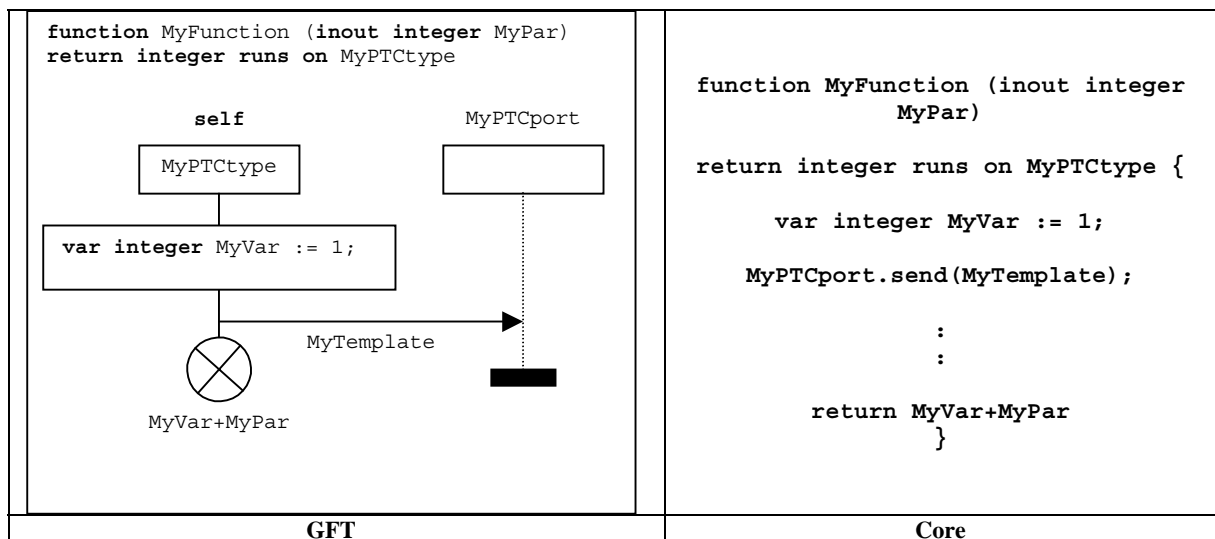 function MyFunction (inout integer MyPar)
return integer runs on MyPTCtype
self
MyPTCport
MyPTCtype
var integer MyVar := 1;
MyTemplate
MyVar+MyPar
GFT
function MyFunction (inout integer
MyPar)
return integer runs on MyPTCtype {
var integer MyVar := 1;
MyPTCport.send(MyTemplate);
:
:
return MyVar+MyPar
}
Core